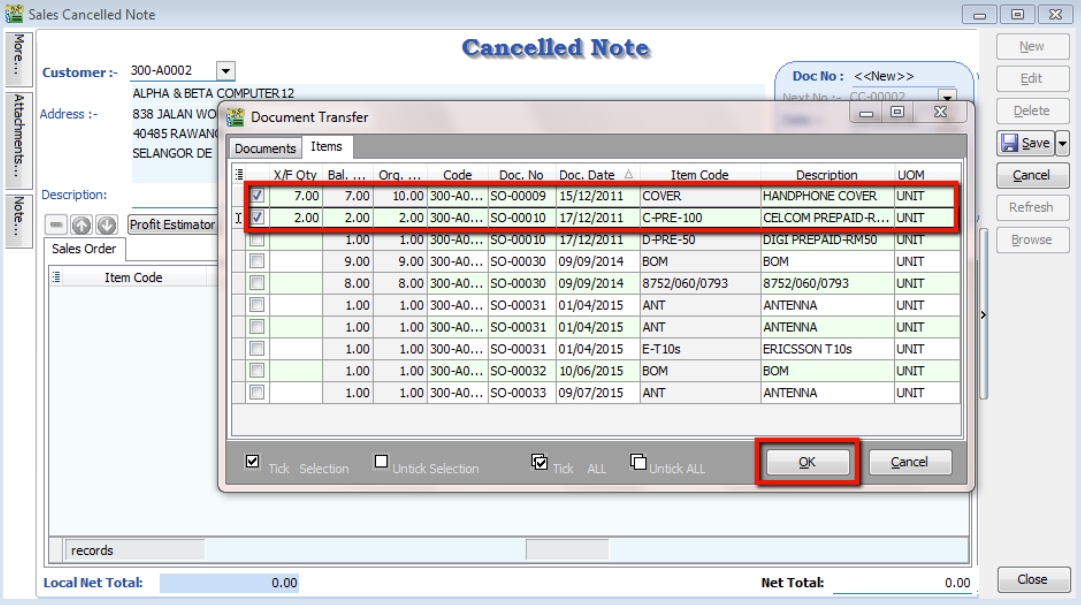 Sales Cancelled Note
More...
Attachments...
Note...
Cancelled Note
Customer :- 300-A0002
Doc No : <<New>>
Next No :- CC-00002
ALPHA & BETA COMPUTER12
Address :- 838 JALAN WO
40485 RAWANG
SELANGOR DE
Description:
Profit Estimator
Sales Order
Item Code
Document Transfer
Documents Items
X/F Qty Bal. ... Org. ... Code Doc. No Doc. Date Item Code Description UOM
7.00 7.00 10.00 300-A0... SO-00009 15/12/2011 COVER HANDPHONE COVER UNIT
2.00 2.00 2.00 300-A0... SO-00010 17/12/2011 C-PRE-100 CELCOM PREPAID-R... UNIT
1.00 1.00 300-A0... SO-00010 17/12/2011 D-PRE-50 DIGI PREPAID-RM50 UNIT
9.00 9.00 300-A0... SO-00030 09/09/2014 BOM BOM UNIT
8.00 8.00 300-A0... SO-00030 09/09/2014 8752/060/0793 8752/060/0793 UNIT
1.00 1.00 300-A0... SO-00031 01/04/2015 ANT ANTENNA UNIT
1.00 1.00 300-A0... SO-00031 01/04/2015 ANT ANTENNA UNIT
1.00 1.00 300-A0... SO-00031 01/04/2015 E-T10s ERICSSON T10s UNIT
1.00 1.00 300-A0... SO-00032 10/06/2015 BOM BOM UNIT
1.00 1.00 300-A0... SO-00033 09/07/2015 ANT ANTENNA UNIT
Tick Selection Untick Selection Tick ALL Untick ALL OK Cancel
records
Local Net Total: 0.00 Net Total: 0.00
New
Edit
Delete
Save
Cancel
Refresh
Browse
Close